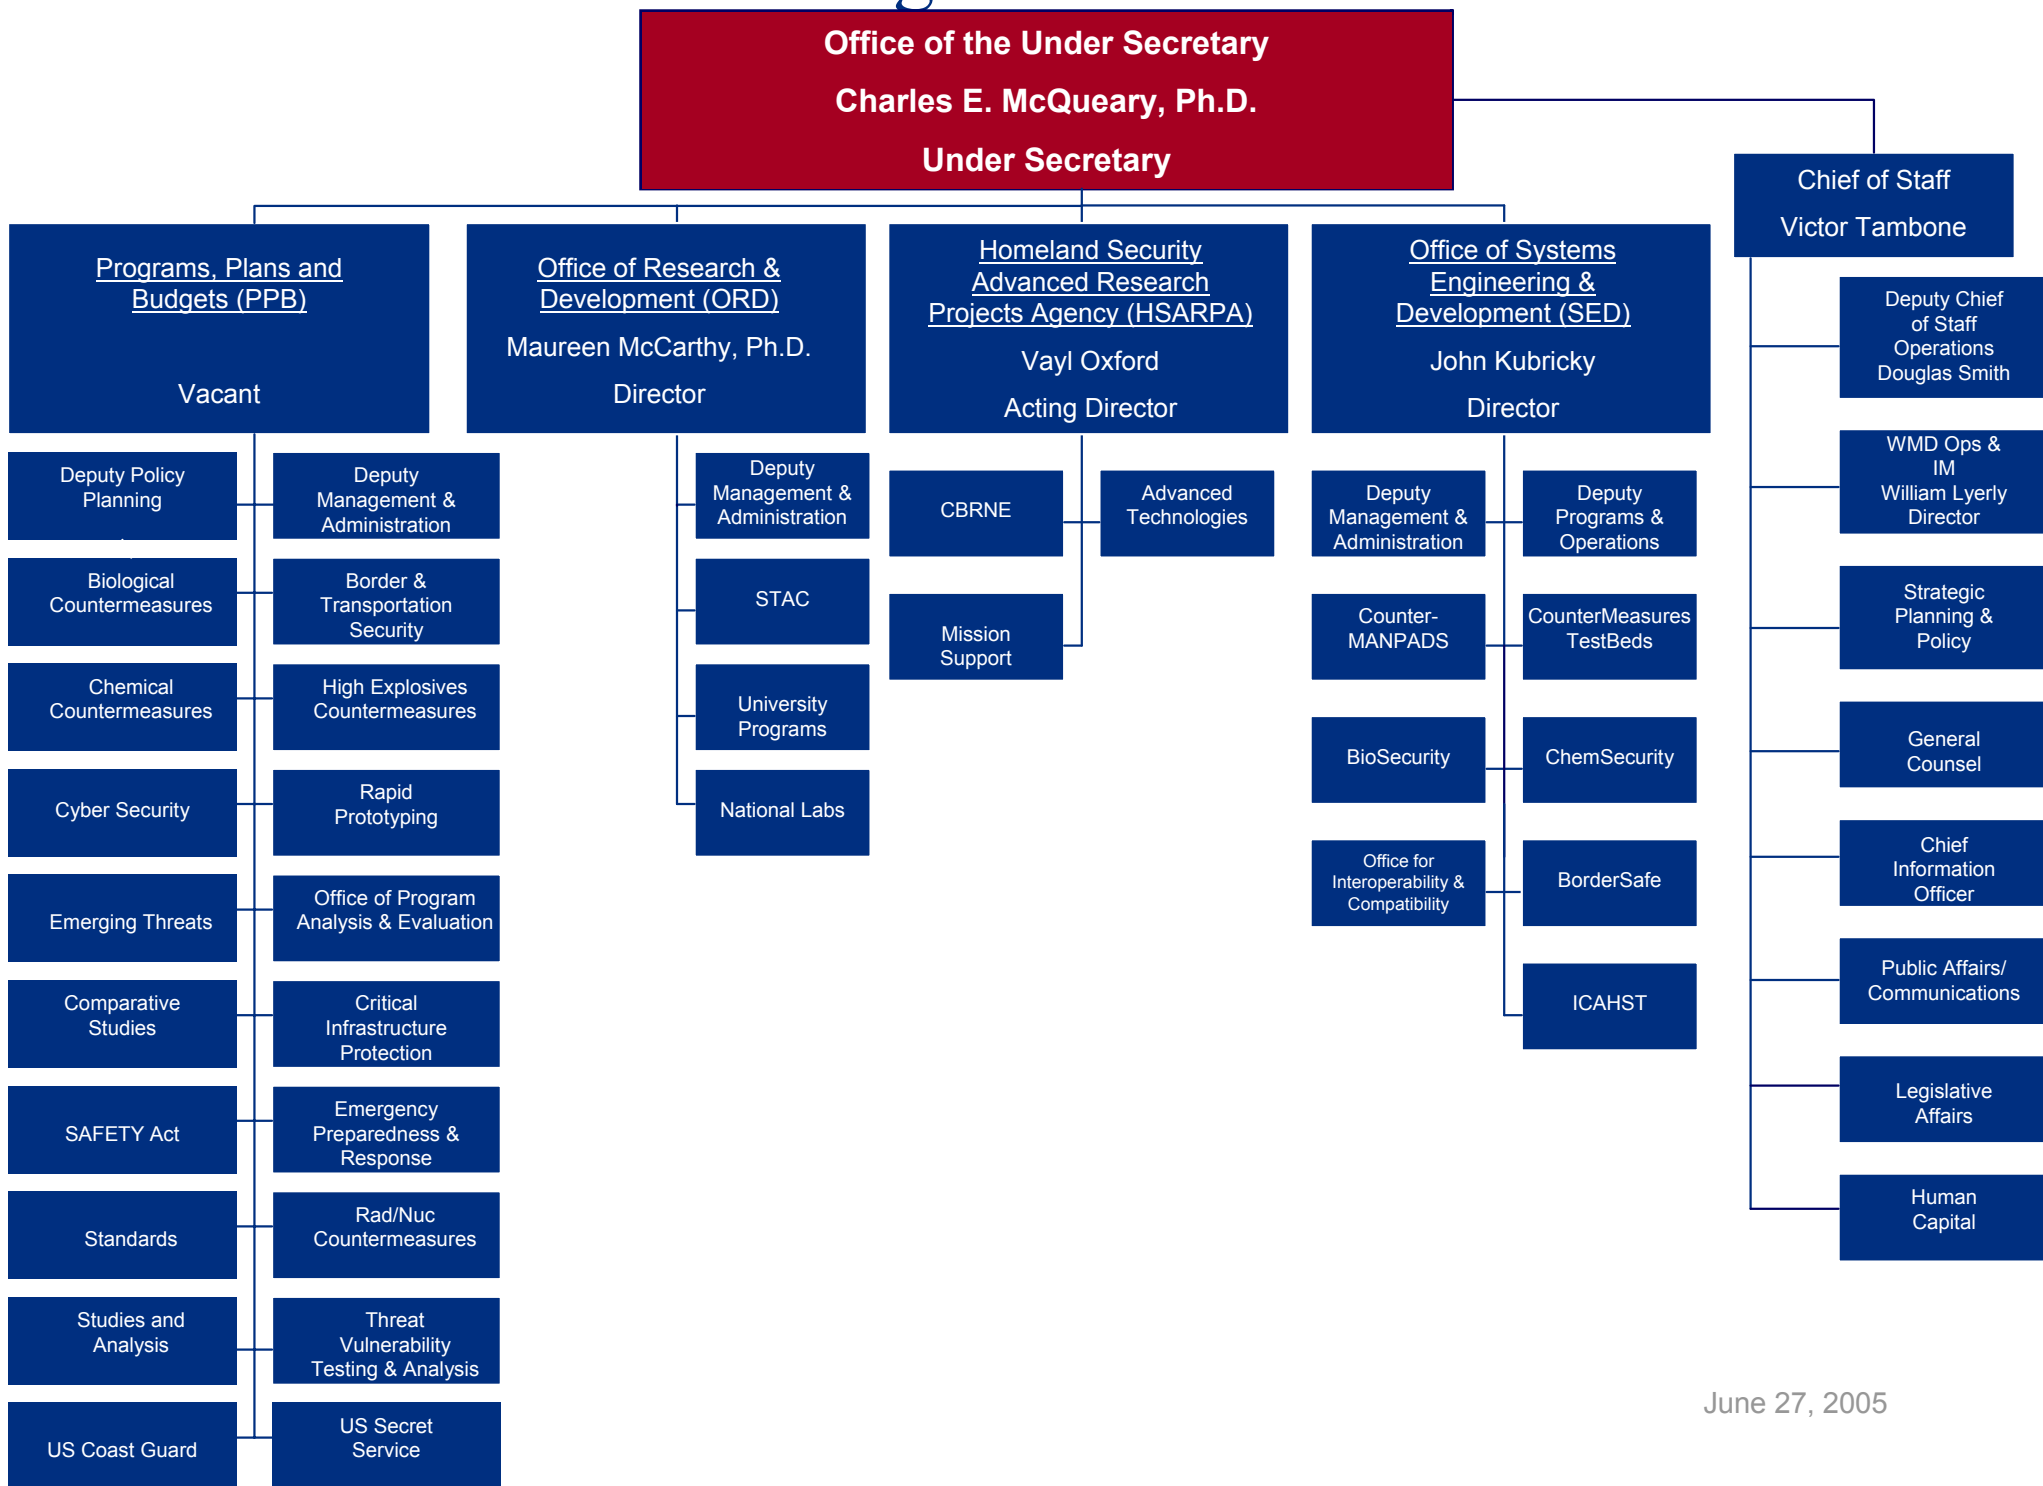 Office of the Under Secretary
Charles E. McQueary, Ph.D.
Under Secretary
Chief of Staff
Victor Tambone
Programs, Plans and
Budgets (PPB)
Vacant
Office of Research &
Development (ORD)
Maureen McCarthy, Ph.D.
Director
Homeland Security
Advanced Research
Projects Agency (HSARPA)
Vayl Oxford
Acting Director
Office of Systems
Engineering &
Development (SED)
John Kubricky
Director
Deputy Policy
Planning
Deputy
Management &
Administration
Biological
Countermeasures
Border &
Transportation
Security
Chemical
Countermeasures
High Explosives
Countermeasures
Cyber Security
Rapid
Prototyping
Emerging Threats
Office of Program
Analysis & Evaluation
Comparative
Studies
Critical
Infrastructure
Protection
SAFETY Act
Emergency
Preparedness &
Response
Standards
Rad/Nuc
Countermeasures
Studies and
Analysis
Threat
Vulnerability
Testing & Analysis
US Coast Guard
US Secret
Service
Deputy
Management &
Administration
STAC
University
Programs
National Labs
CBRNE
Advanced
Technologies
Mission
Support
Deputy
Management &
Administration
Deputy
Programs &
Operations
Counter-
MANPADS
CounterMeasures
TestBeds
BioSecurity
ChemSecurity
Office for
Interoperability &
Compatibility
BorderSafe
ICAHST
Deputy Chief
of Staff
Operations
Douglas Smith
WMD Ops &
IM
William Lyerly
Director
Strategic
Planning &
Policy
General
Counsel
Chief
Information
Officer
Public Affairs/
Communications
Legislative
Affairs
Human
Capital
June 27, 2005